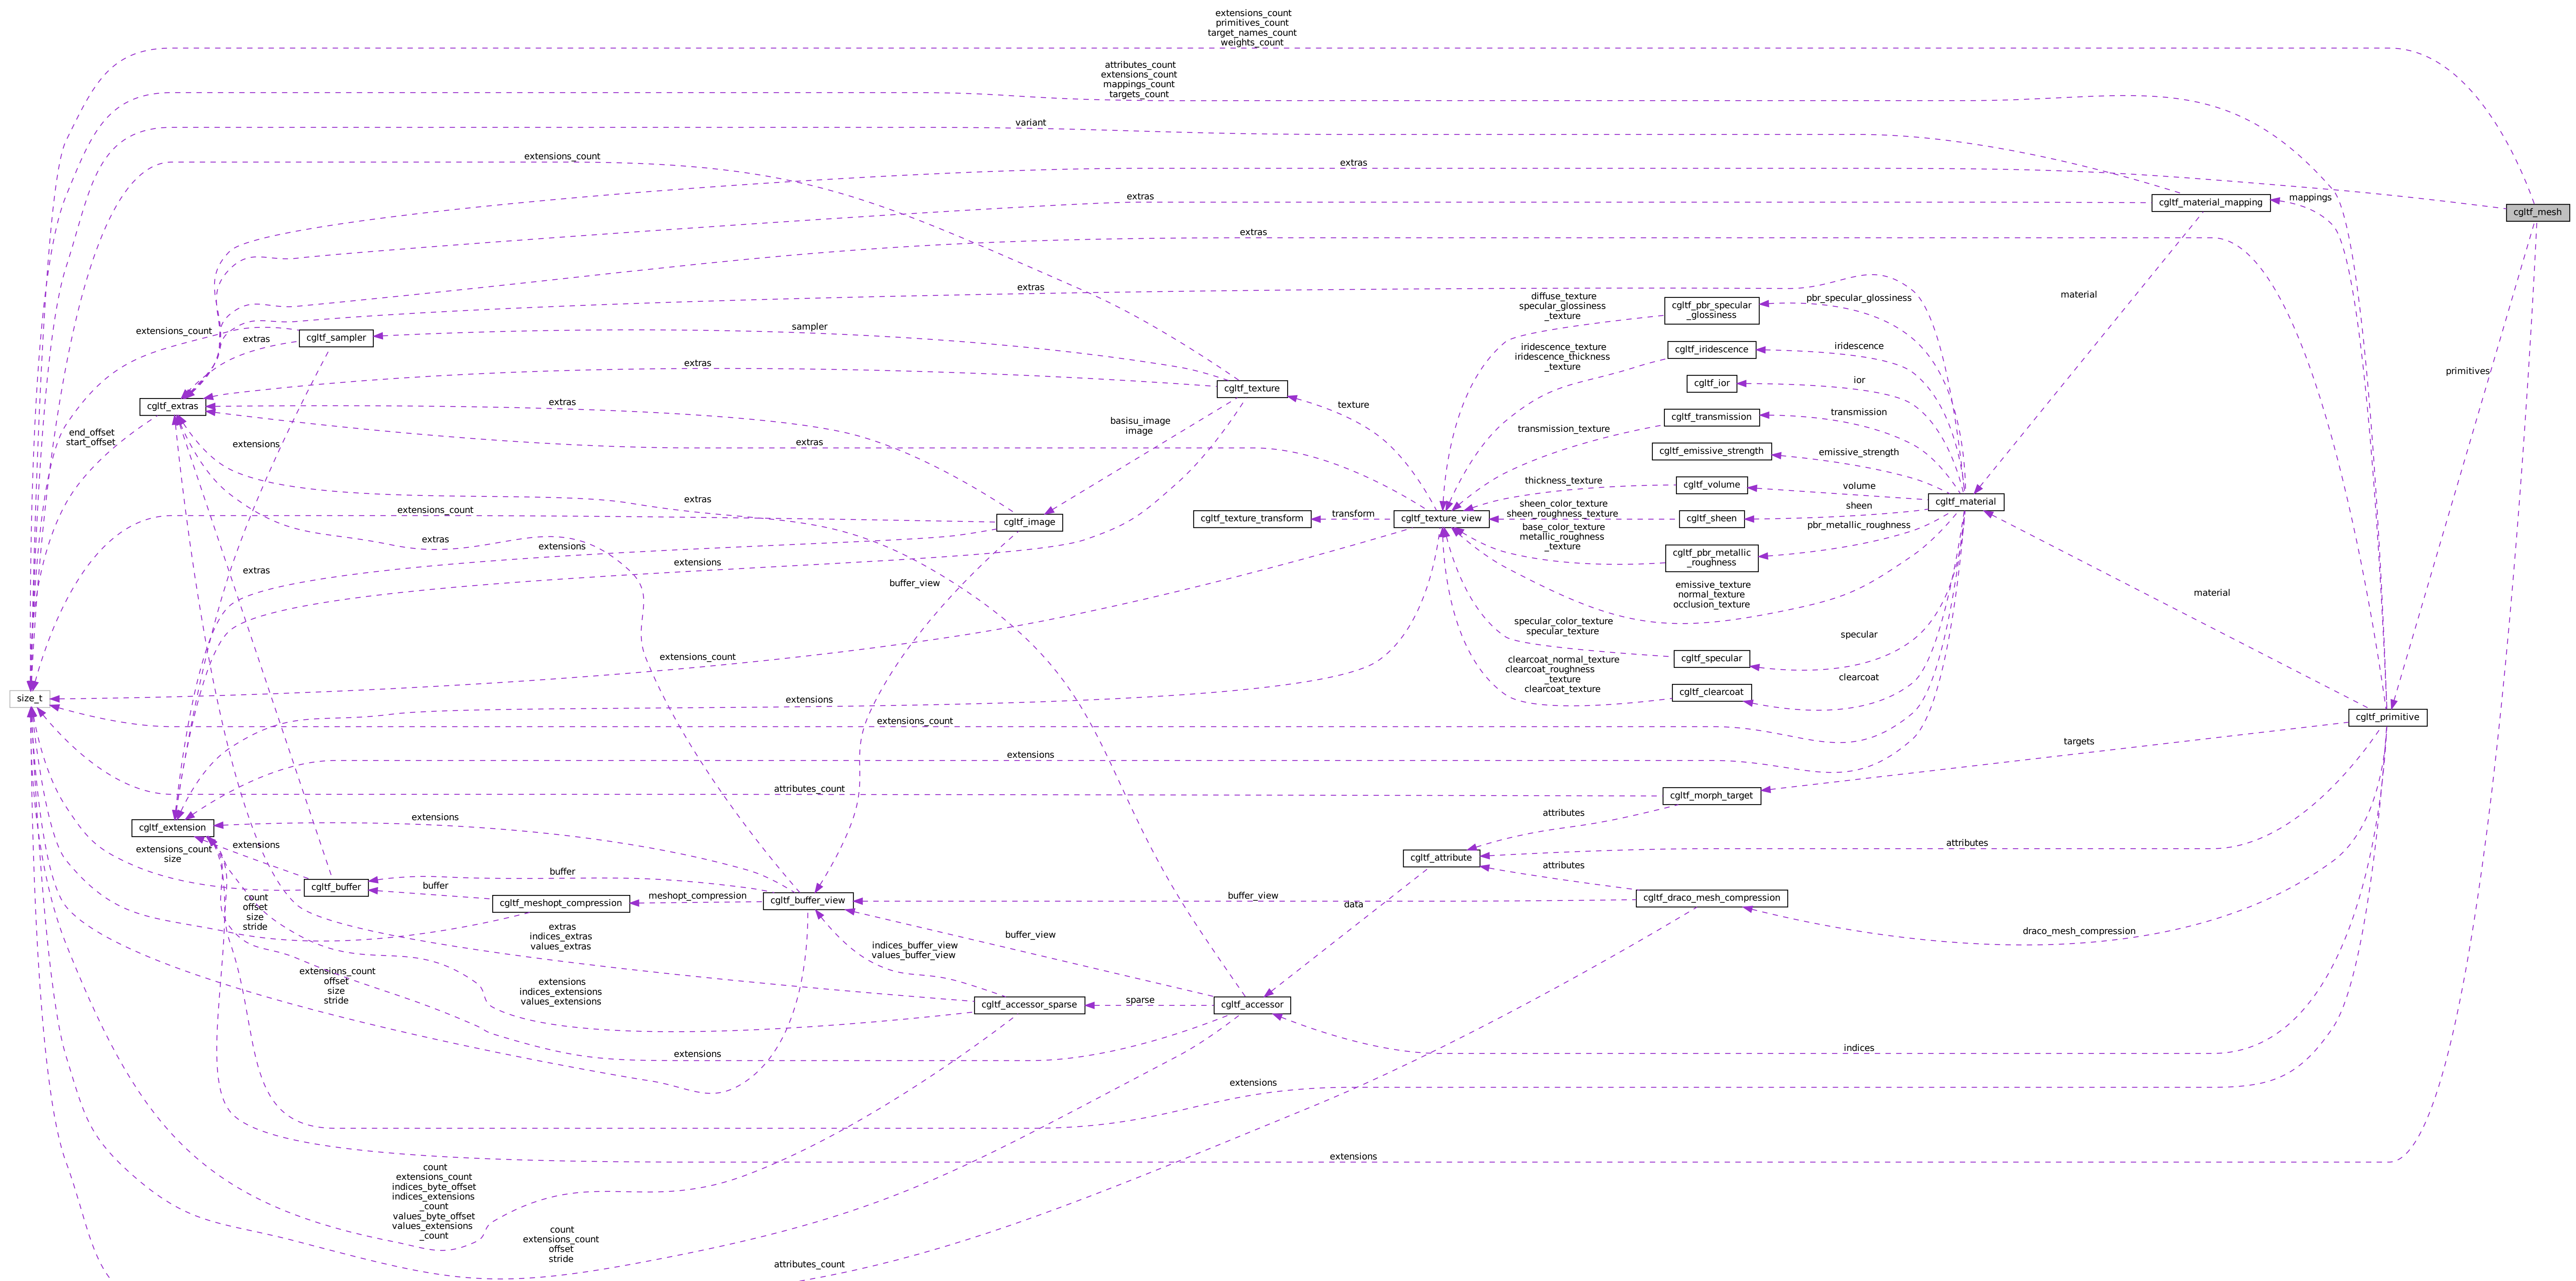 extensions_count
primitives_count
target_names_count
weights_count
attributes_count
extensions_count
mappings_count
targets_count
variant
extensions_count
extras
extras
cgltf_material_mapping
mappings
cgltf_mesh
extras
extras
material
diffuse_texture
specular_glossiness
_texture
cgltf_pbr_specular
_glossiness
pbr_specular_glossiness
extensions_count
cgltf_sampler
extras
sampler
iridescence_texture
iridescence_thickness
_texture
cgltf_iridescence
iridescence
extras
cgltf_texture
cgltf_ior
ior
primitives
cgltf_extras
extras
texture
cgltf_transmission
transmission
end_offset
start_offset
extensions
extras
basisu_image
image
transmission_texture
cgltf_emissive_strength
emissive_strength
extras
extensions_count
thickness_texture
cgltf_volume
volume
cgltf_material
cgltf_image
cgltf_texture_transform
transform
cgltf_texture_view
sheen_color_texture
sheen_roughness_texture
cgltf_sheen
sheen
extras
extensions
base_color_texture
metallic_roughness
_texture
cgltf_pbr_metallic
_roughness
pbr_metallic_roughness
extras
extensions
buffer_view
emissive_texture
normal_texture
occlusion_texture
material
specular_color_texture
specular_texture
specular
extensions_count
cgltf_specular
clearcoat_normal_texture
clearcoat_roughness
_texture
clearcoat_texture
cgltf_clearcoat
clearcoat
size_t
extensions
extensions_count
cgltf_primitive
targets
extensions
attributes_count
cgltf_morph_target
attributes
extensions
cgltf_extension
extensions
extensions_count
size
cgltf_attribute
attributes
attributes
buffer
cgltf_buffer
buffer
cgltf_meshopt_compression
meshopt_compression
cgltf_buffer_view
buffer_view
data
cgltf_draco_mesh_compression
count
offset
size
stride
extras
indices_extras
values_extras
buffer_view
indices_buffer_view
values_buffer_view
draco_mesh_compression
extensions_count
offset
size
stride
extensions
indices_extensions
values_extensions
cgltf_accessor_sparse
sparse
cgltf_accessor
extensions
indices
extensions
extensions
count
extensions_count
indices_byte_offset
indices_extensions
_count
values_byte_offset
values_extensions
_count
count
extensions_count
offset
stride
attributes_count